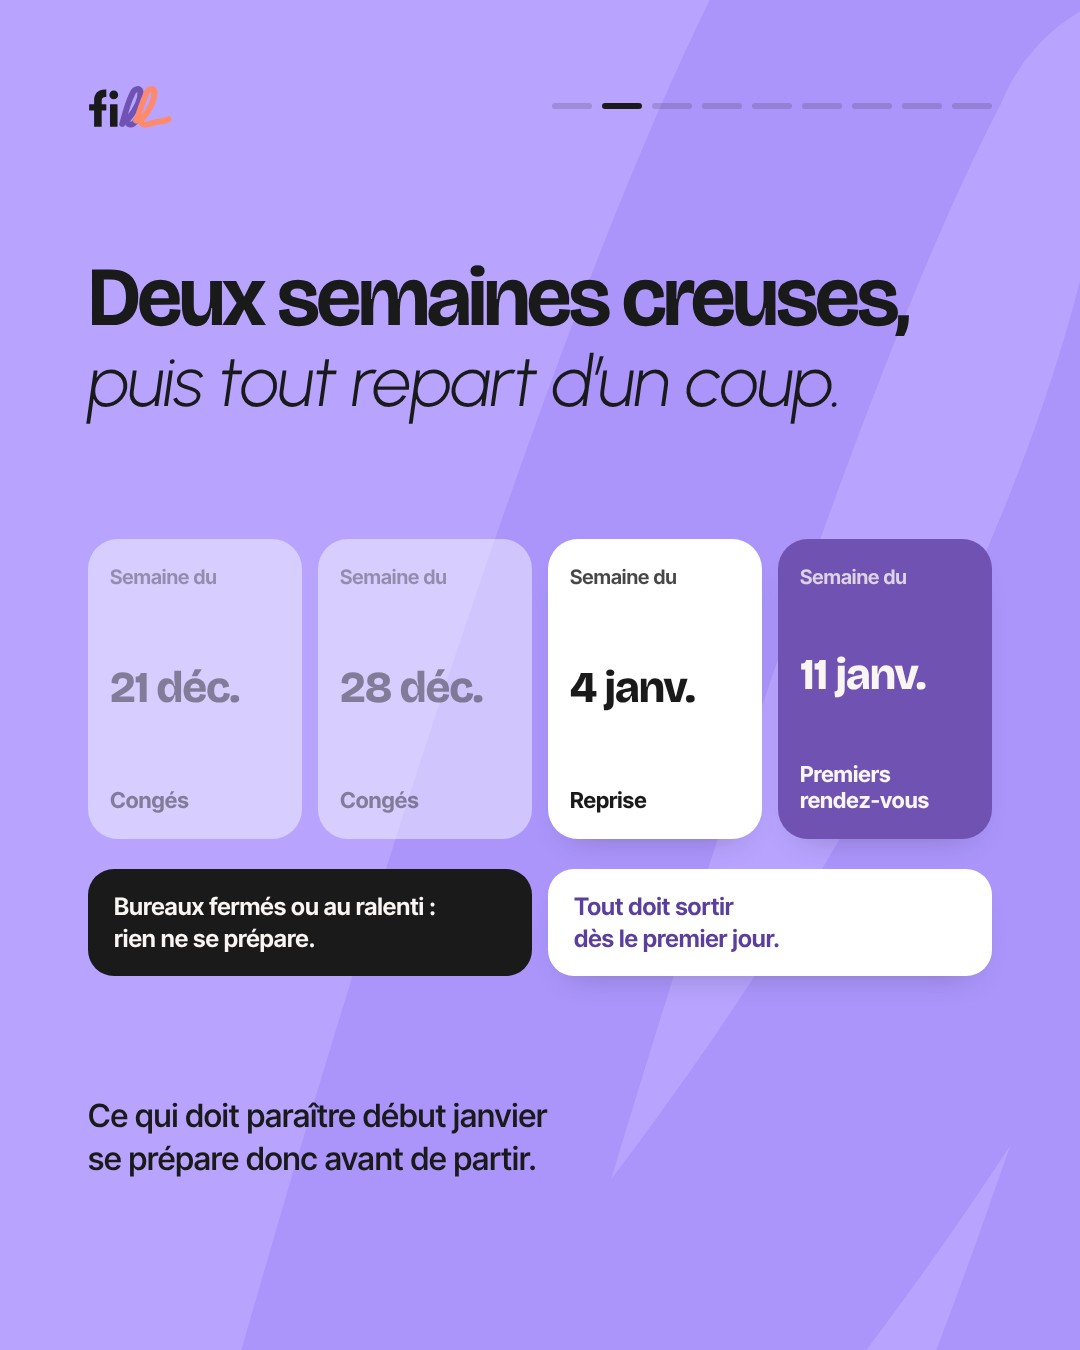 fill
Deux semaines creuses,
puis tout repart d'un coup.
Semaine du
21 déc.
Congés
Semaine du
28 déc.
Congés
Semaine du
4 janv.
Reprise
Semaine du
11 janv.
Premiers
rendez-vous
Bureaux fermés ou au ralenti :
rien ne se prépare.
Tout doit sortir
dès le premier jour.
Ce qui doit paraître début janvier
se prépare donc avant de partir.